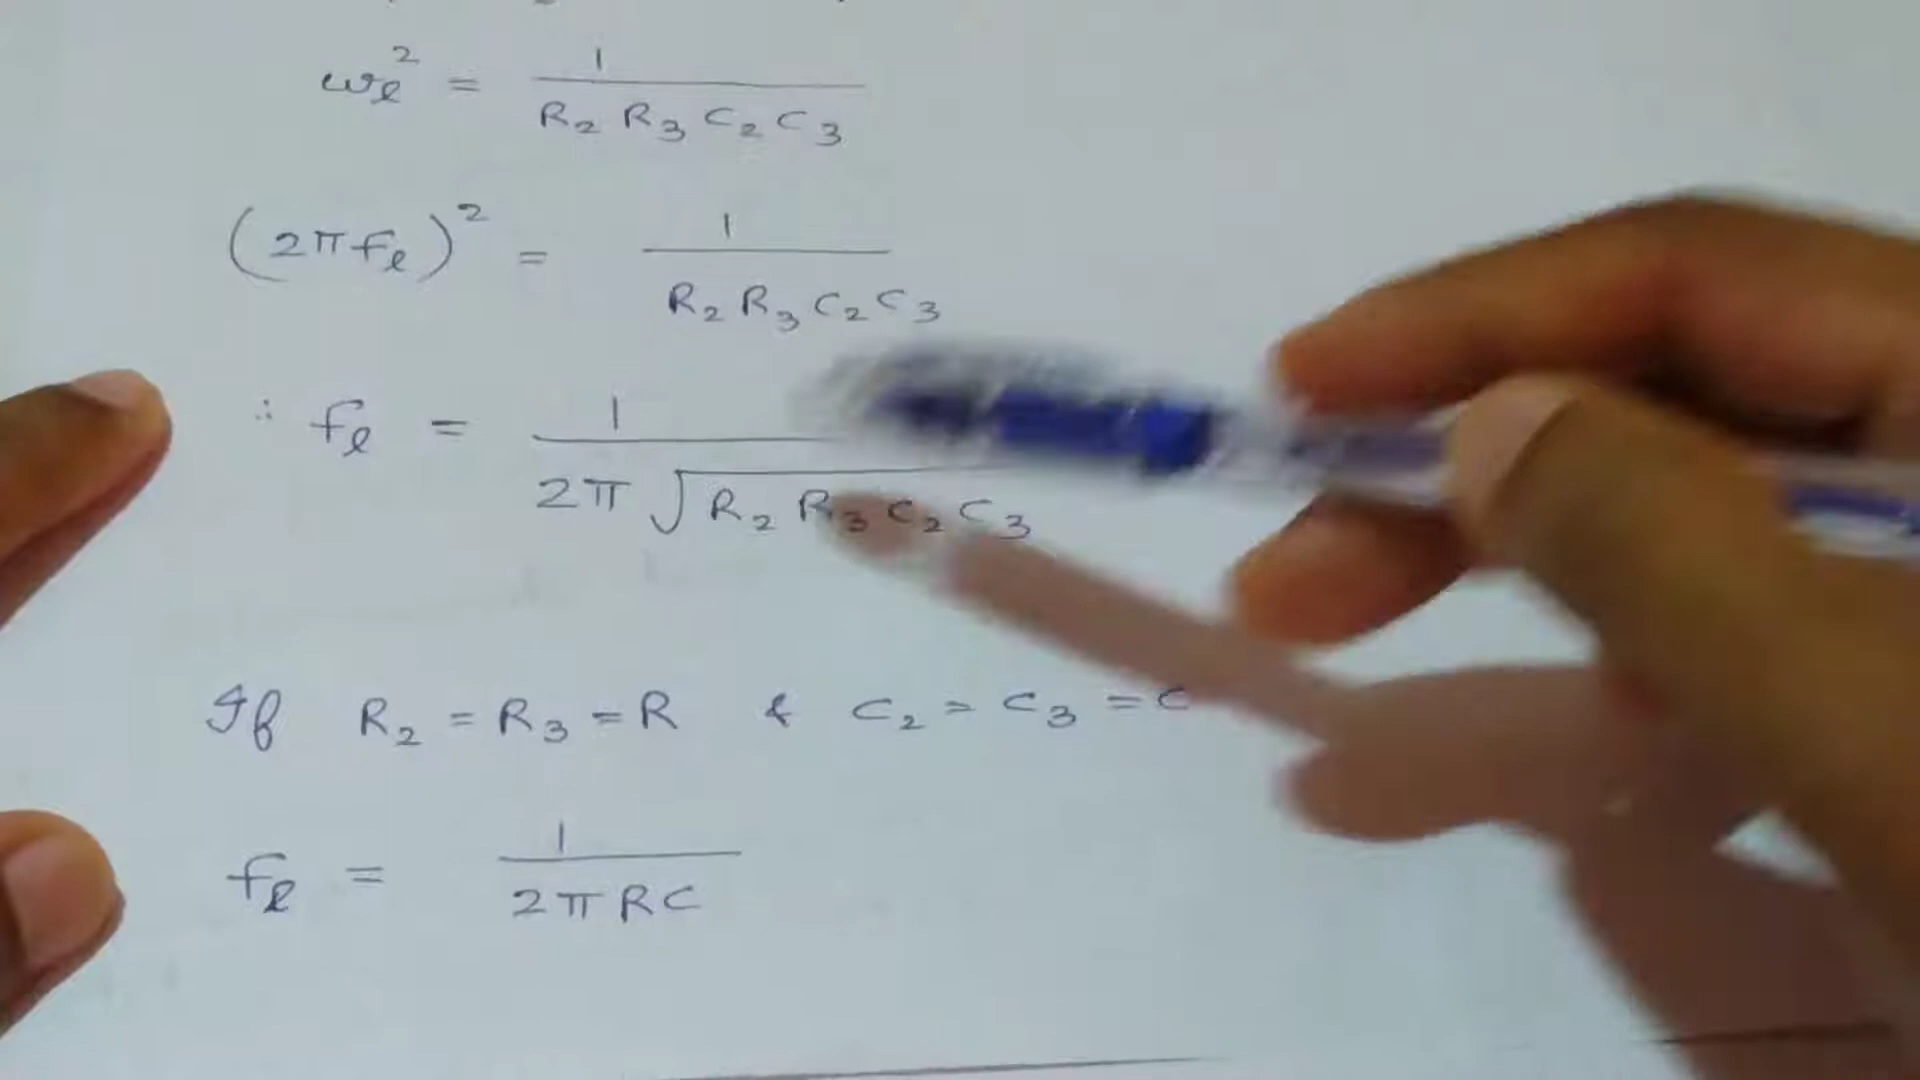 ωℓ² = 1 / R₂ R₃ C₂ C₃
(2πfℓ)² = 1 / R₂ R₃ C₂ C₃
∴ fℓ = 1 / 2π √R₂ R₃ C₂ C₃
If R₂ = R₃ = R & C₂ = C₃ = C
fℓ = 1 / 2πRC